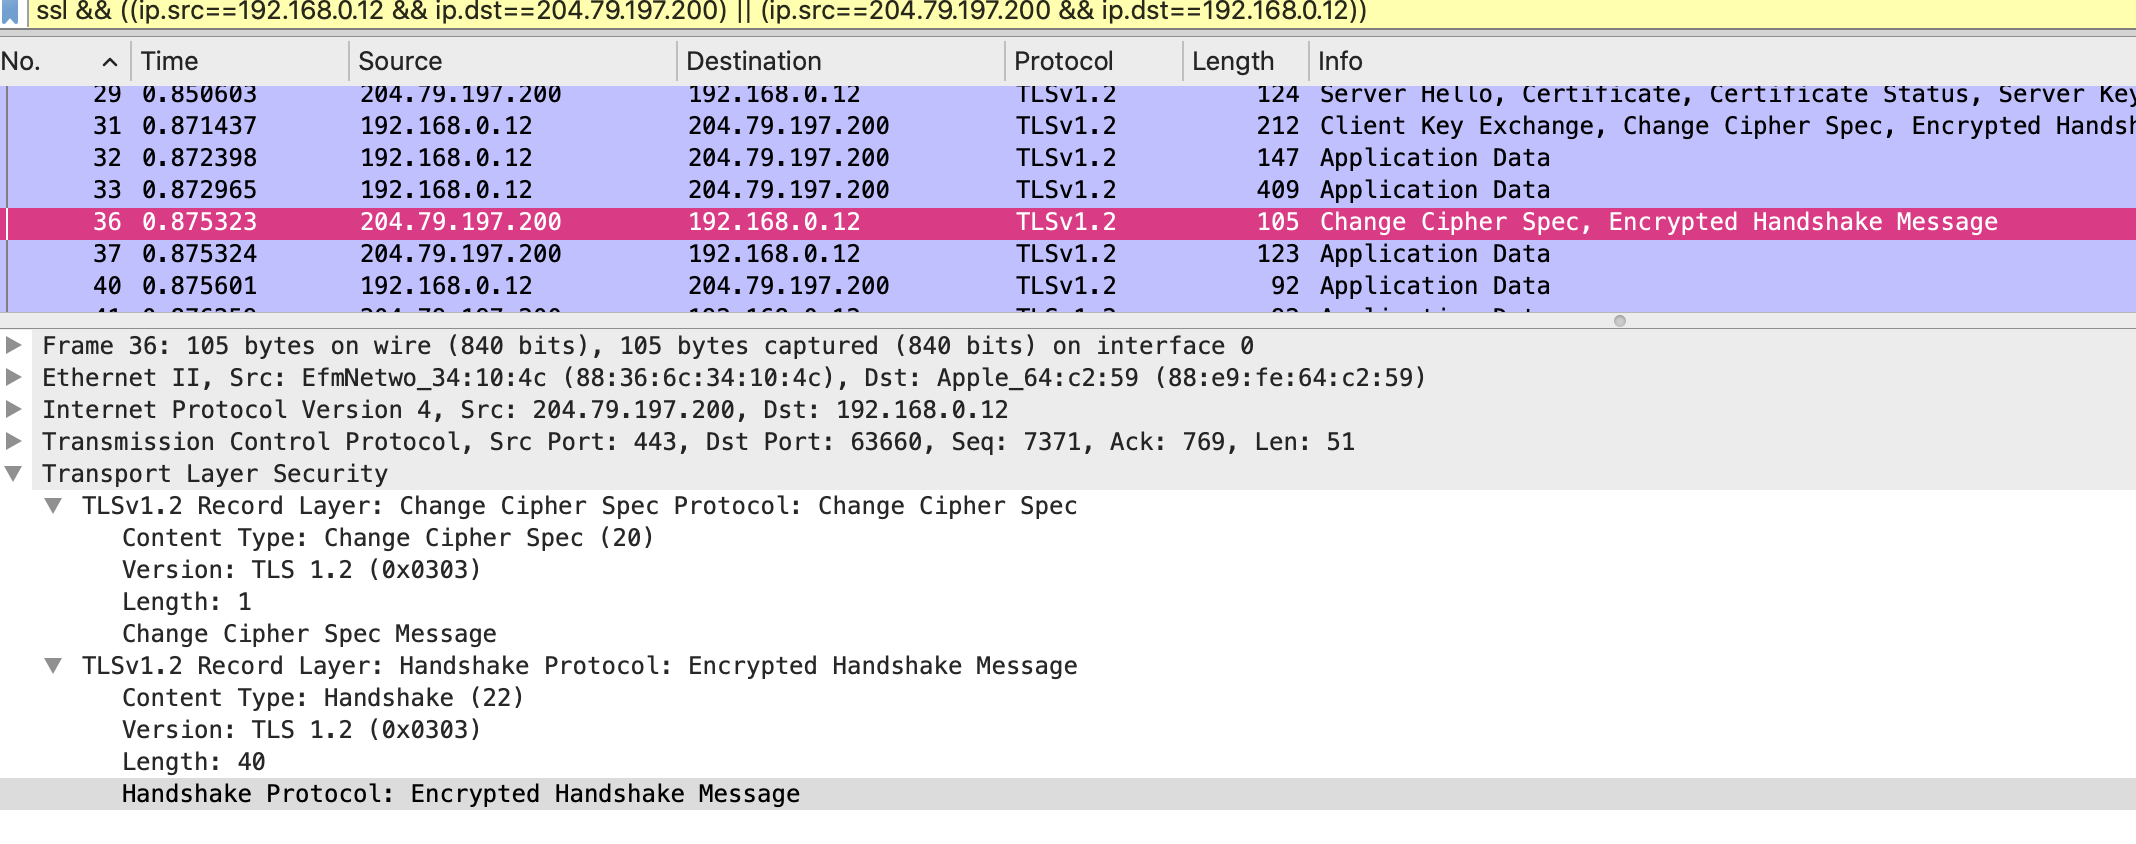 ssl && ((ip.src==192.168.0.12 && ip.dst==204.79.197.200) || (ip.src==204.79.197.200 && ip.dst==192.168.0.12))
No. Time Source Destination Protocol Length Info
29 0.850603 204.79.197.200 192.168.0.12 TLSv1.2 124 Server Hello, Certificate, Certificate Status, Server Key
31 0.871437 192.168.0.12 204.79.197.200 TLSv1.2 212 Client Key Exchange, Change Cipher Spec, Encrypted Handsh
32 0.872398 192.168.0.12 204.79.197.200 TLSv1.2 147 Application Data
33 0.872965 192.168.0.12 204.79.197.200 TLSv1.2 409 Application Data
36 0.875323 204.79.197.200 192.168.0.12 TLSv1.2 105 Change Cipher Spec, Encrypted Handshake Message
37 0.875324 204.79.197.200 192.168.0.12 TLSv1.2 123 Application Data
40 0.875601 192.168.0.12 204.79.197.200 TLSv1.2 92 Application Data
Frame 36: 105 bytes on wire (840 bits), 105 bytes captured (840 bits) on interface 0
Ethernet II, Src: EfmNetwo_34:10:4c (88:36:6c:34:10:4c), Dst: Apple_64:c2:59 (88:e9:fe:64:c2:59)
Internet Protocol Version 4, Src: 204.79.197.200, Dst: 192.168.0.12
Transmission Control Protocol, Src Port: 443, Dst Port: 63660, Seq: 7371, Ack: 769, Len: 51
Transport Layer Security
TLSv1.2 Record Layer: Change Cipher Spec Protocol: Change Cipher Spec
Content Type: Change Cipher Spec (20)
Version: TLS 1.2 (0x0303)
Length: 1
Change Cipher Spec Message
TLSv1.2 Record Layer: Handshake Protocol: Encrypted Handshake Message
Content Type: Handshake (22)
Version: TLS 1.2 (0x0303)
Length: 40
Handshake Protocol: Encrypted Handshake Message